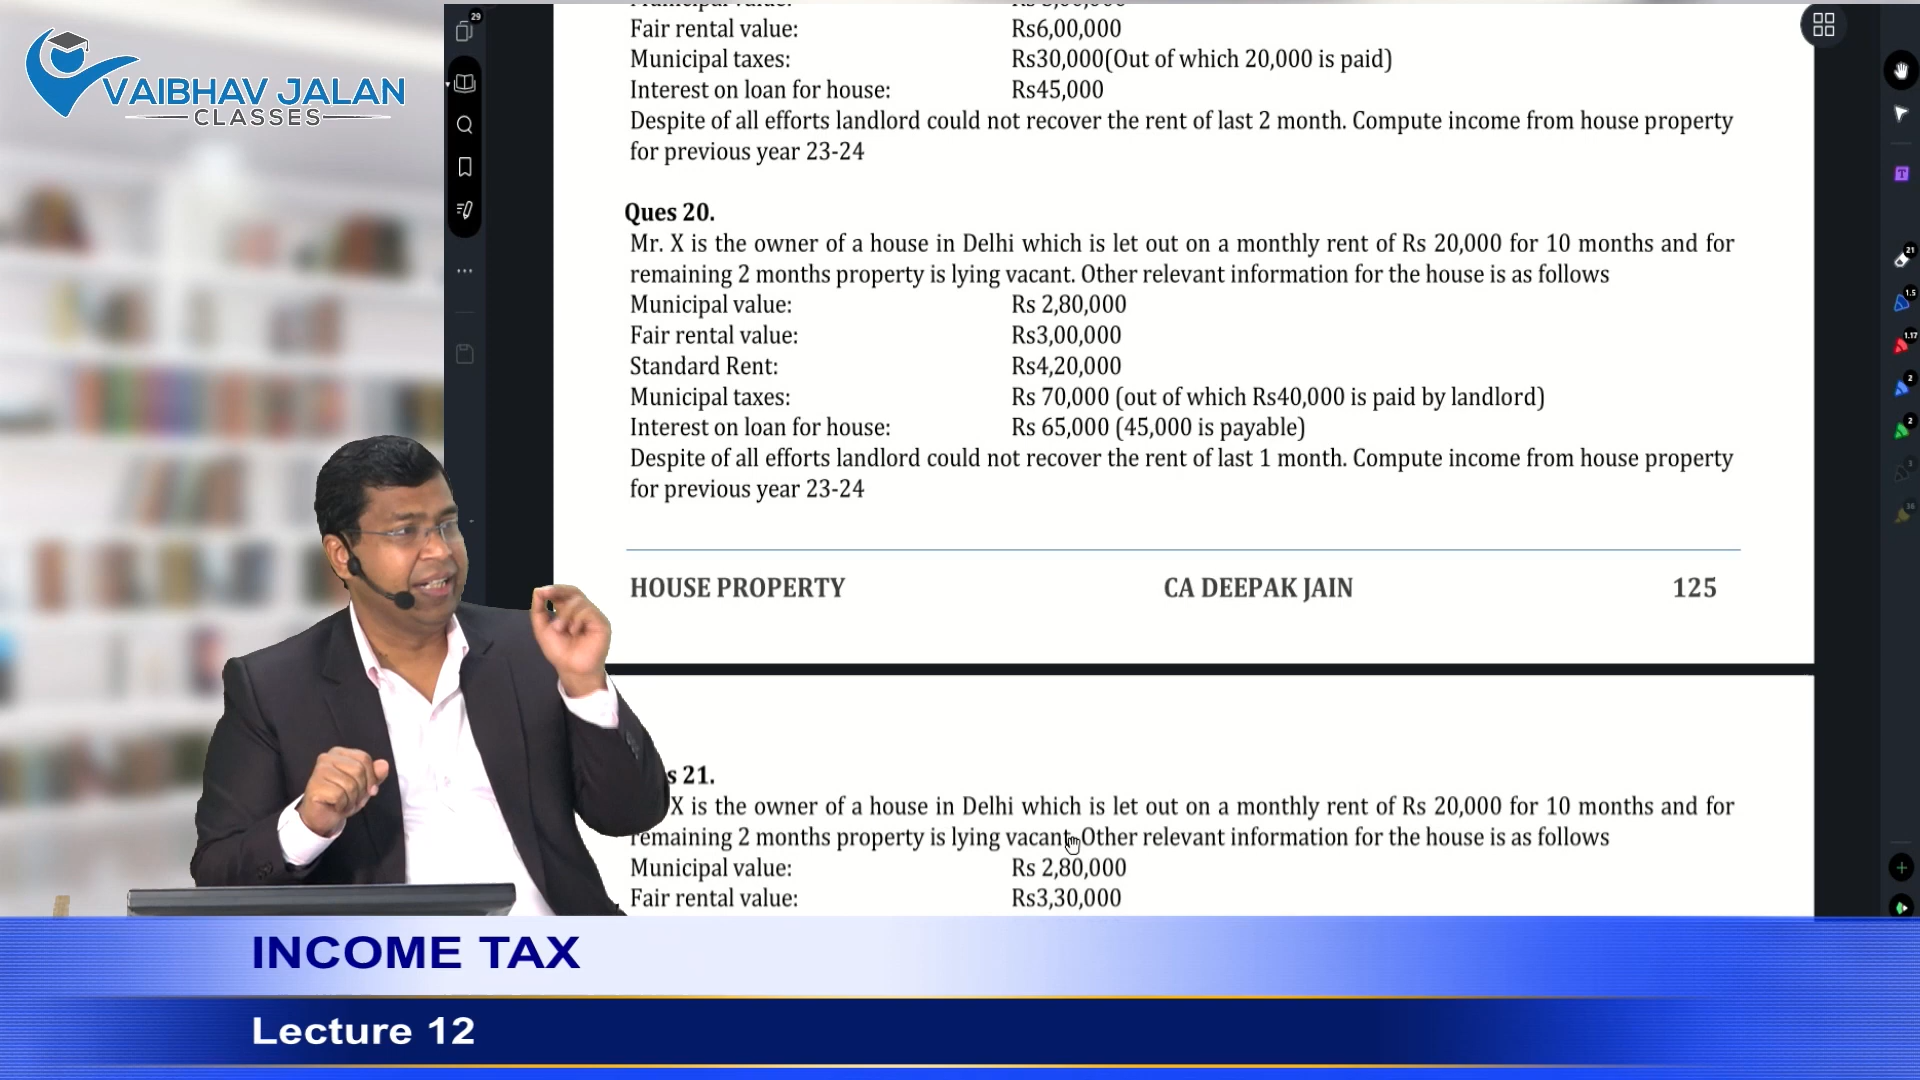 VAIBHAV JALAN
CLASSES
29
Fair rental value: Rs6,00,000
Municipal taxes: Rs30,000(Out of which 20,000 is paid)
Interest on loan for house: Rs45,000
Despite of all efforts landlord could not recover the rent of last 2 month. Compute income from house property
for previous year 23-24
Ques 20.
Mr. X is the owner of a house in Delhi which is let out on a monthly rent of Rs 20,000 for 10 months and for
remaining 2 months property is lying vacant. Other relevant information for the house is as follows
Municipal value: Rs 2,80,000
Fair rental value: Rs3,00,000
Standard Rent: Rs4,20,000
Municipal taxes: Rs 70,000 (out of which Rs40,000 is paid by landlord)
Interest on loan for house: Rs 65,000 (45,000 is payable)
Despite of all efforts landlord could not recover the rent of last 1 month. Compute income from house property
for previous year 23-24
HOUSE PROPERTY CA DEEPAK JAIN 125
s 21.
X is the owner of a house in Delhi which is let out on a monthly rent of Rs 20,000 for 10 months and for
remaining 2 months property is lying vacant. Other relevant information for the house is as follows
Municipal value: Rs 2,80,000
Fair rental value: Rs3,30,000
T
21
1.5
1.17
2
2
3
36
INCOME TAX
Lecture 12